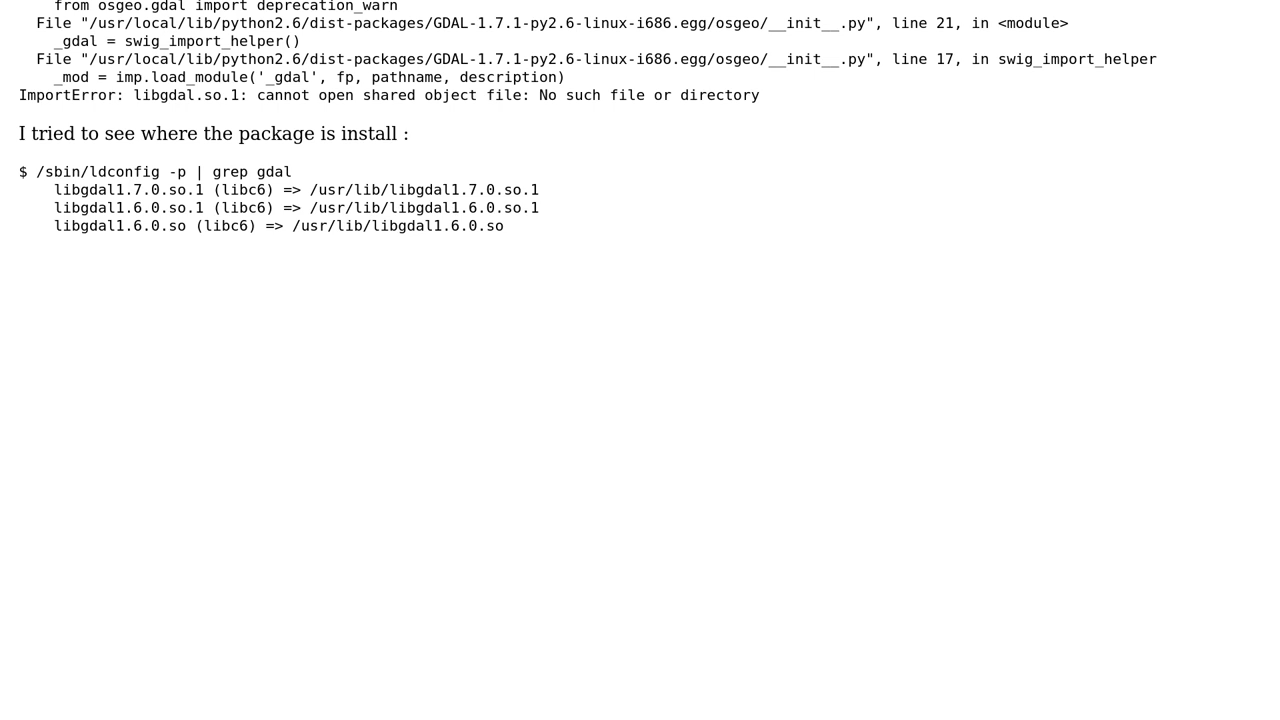 from osgeo.gdal import deprecation_warn
File "/usr/local/lib/python2.6/dist-packages/GDAL-1.7.1-py2.6-linux-i686.egg/osgeo/__init__.py", line 21, in <module>
_gdal = swig_import_helper()
File "/usr/local/lib/python2.6/dist-packages/GDAL-1.7.1-py2.6-linux-i686.egg/osgeo/__init__.py", line 17, in swig_import_helper
_mod = imp.load_module('_gdal', fp, pathname, description)
ImportError: libgdal.so.1: cannot open shared object file: No such file or directory
I tried to see where the package is install :
$ /sbin/ldconfig -p | grep gdal
libgdal1.7.0.so.1 (libc6) => /usr/lib/libgdal1.7.0.so.1
libgdal1.6.0.so.1 (libc6) => /usr/lib/libgdal1.6.0.so.1
libgdal1.6.0.so (libc6) => /usr/lib/libgdal1.6.0.so